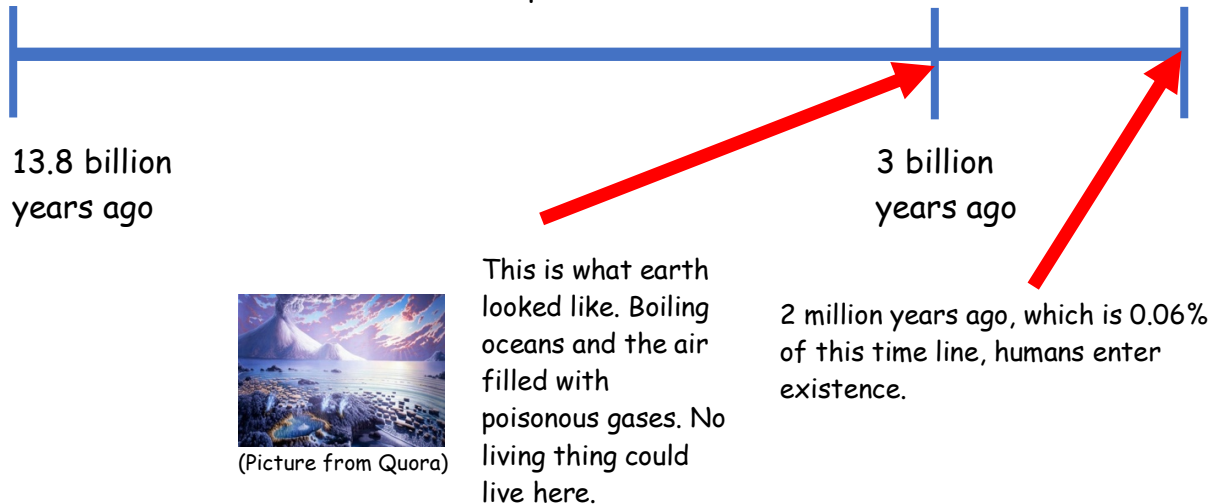 13.8 billion
years ago
3 billion
years ago
This is what earth
looked like. Boiling
oceans and the air
filled with
poisonous gases. No
living thing could
live here.
2 million years ago, which is 0.06%
of this time line, humans enter
existence.
(Picture from Quora)